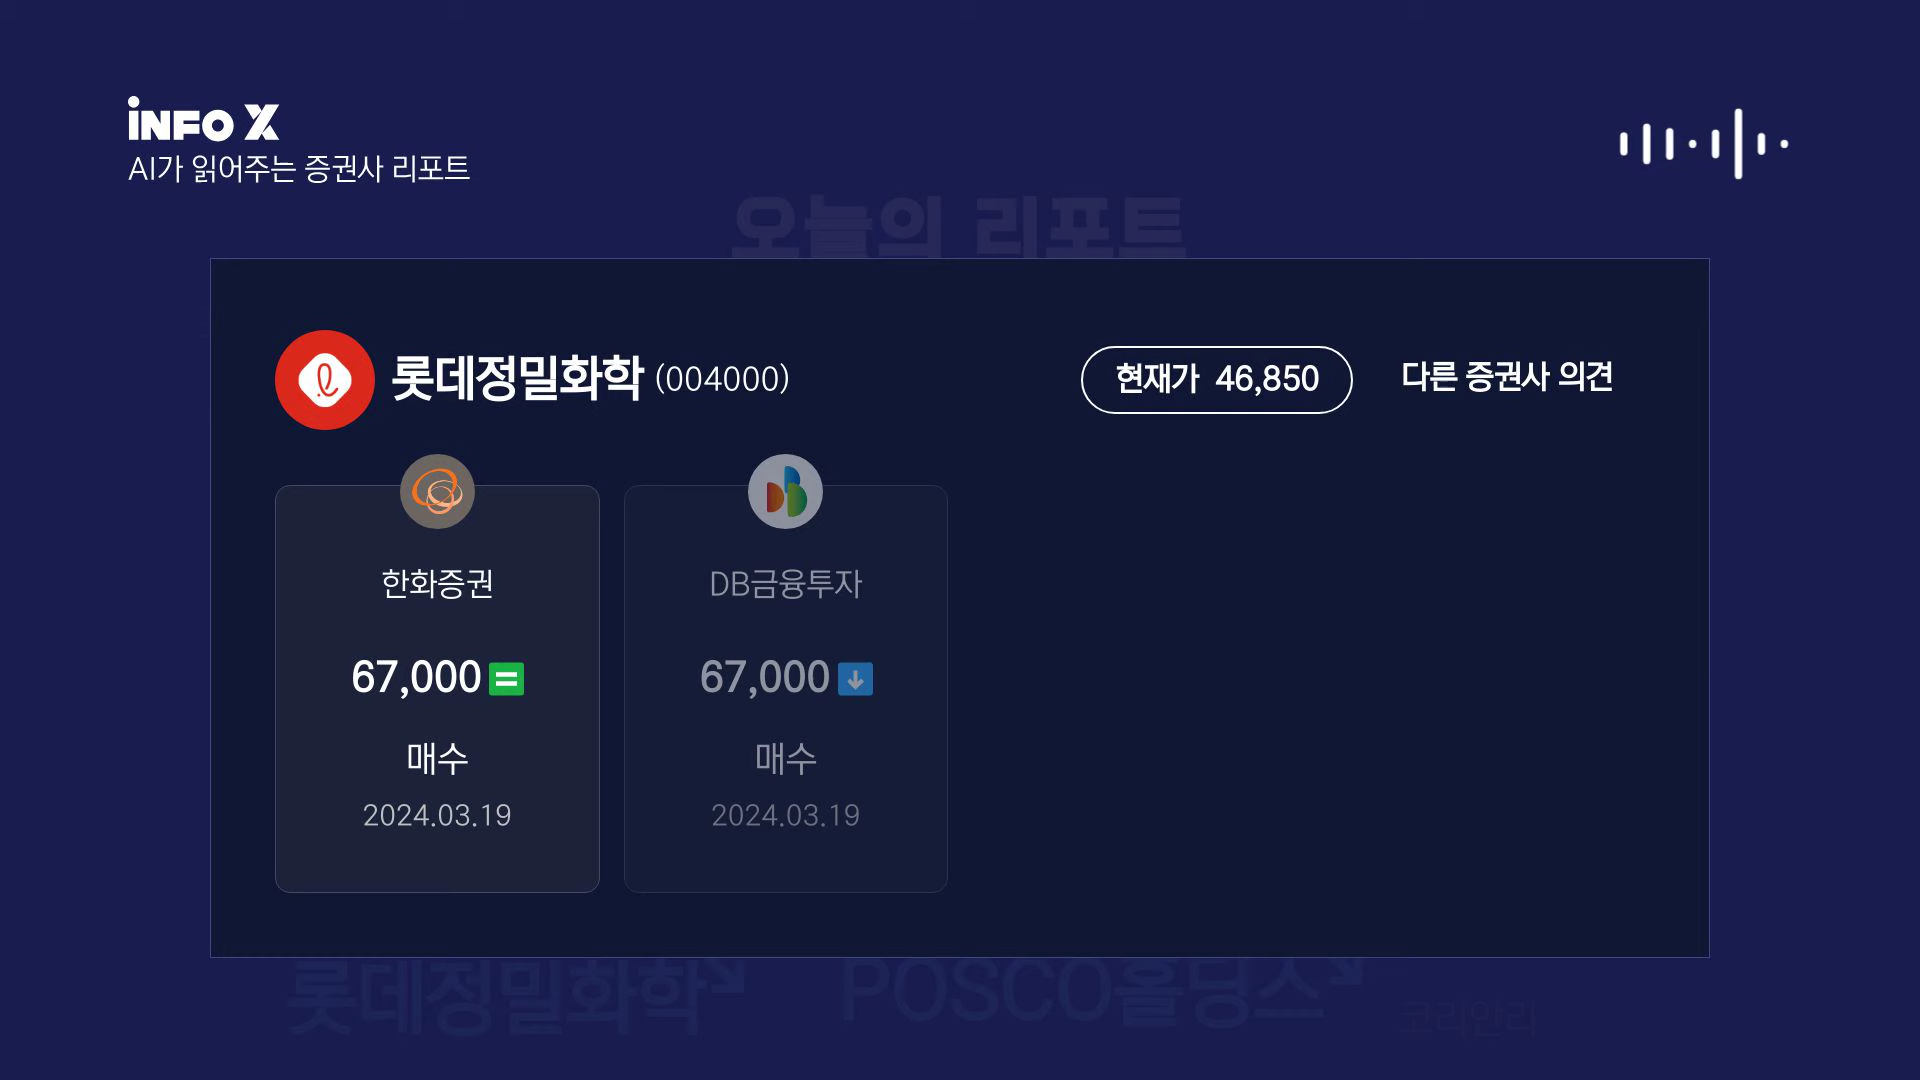 iNFO X
AI가 읽어주는 증권사 리포트
오늘의 리포트
롯데정밀화학 (004000)
현재가 46,850
다른 증권사 의견
한화증권
67,000
매수
2024.03.19
DB금융투자
67,000
매수
2024.03.19
롯데정밀화학
POSCO홀딩스
코리안리